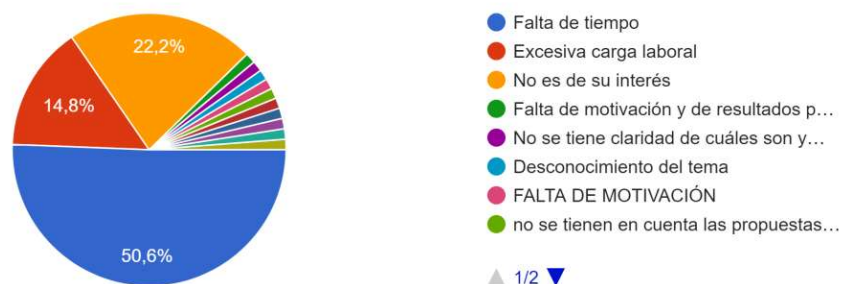 22,2%
14,8%
50,6%
Falta de tiempo
Excesiva carga laboral
No es de su interés
Falta de motivación y de resultados p…
No se tiene claridad de cuáles son y…
Desconocimiento del tema
FALTA DE MOTIVACIÓN
no se tienen en cuenta las propuestas…
1/2